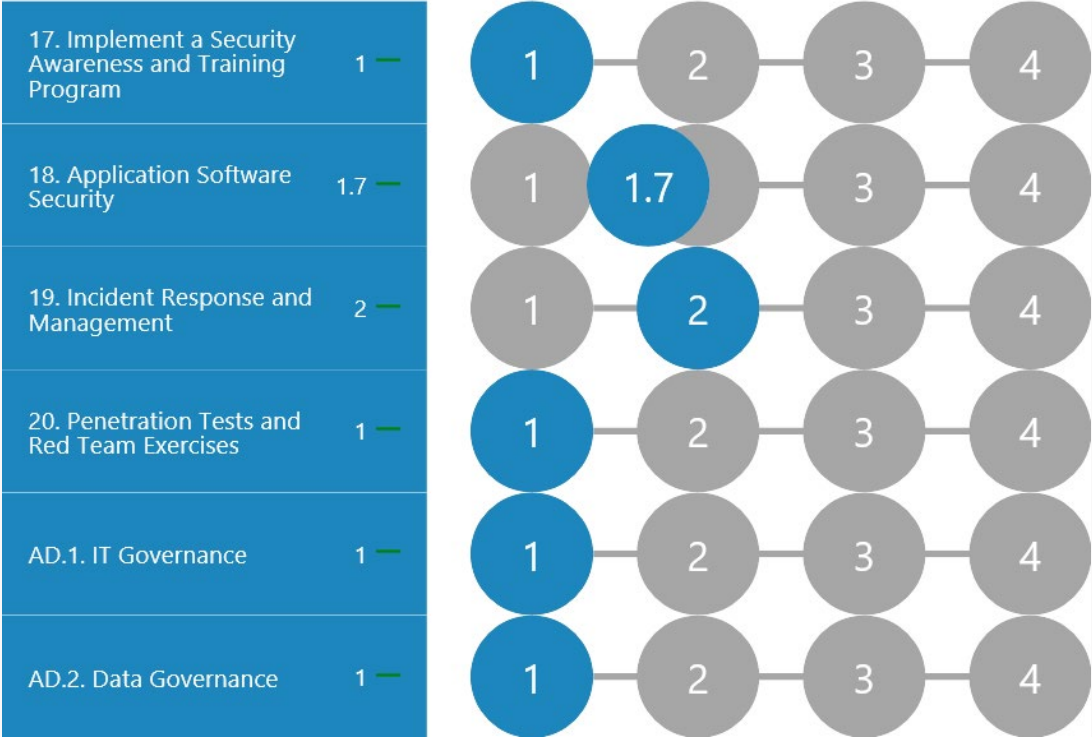 17. Implement a Security
Awareness and Training
Program
1
1 2 3 4
18. Application Software
Security
1.7
1 1.7 3 4
19. Incident Response and
Management
2
1 2 3 4
20. Penetration Tests and
Red Team Exercises
1
1 2 3 4
AD.1. IT Governance
1
1 2 3 4
AD.2. Data Governance
1
1 2 3 4